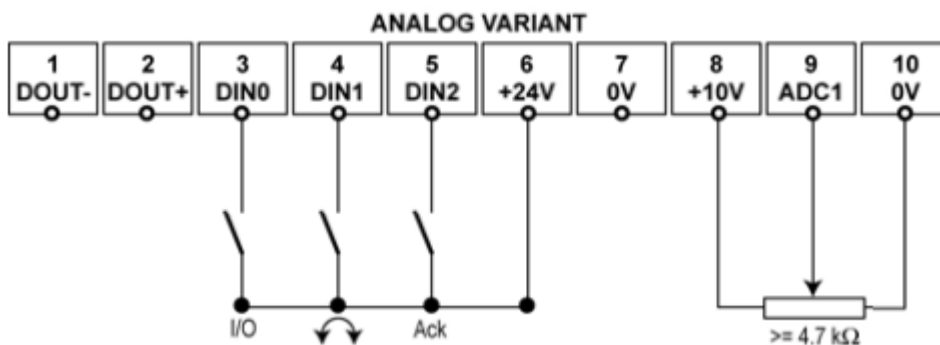 ANALOG VARIANT
1 2 3 4 5 6 7 8 9 10
DOUT- DOUT+ DIN0 DIN1 DIN2 +24V 0V +10V ADC1 0V
I/O Ack
>= 4.7 kΩ